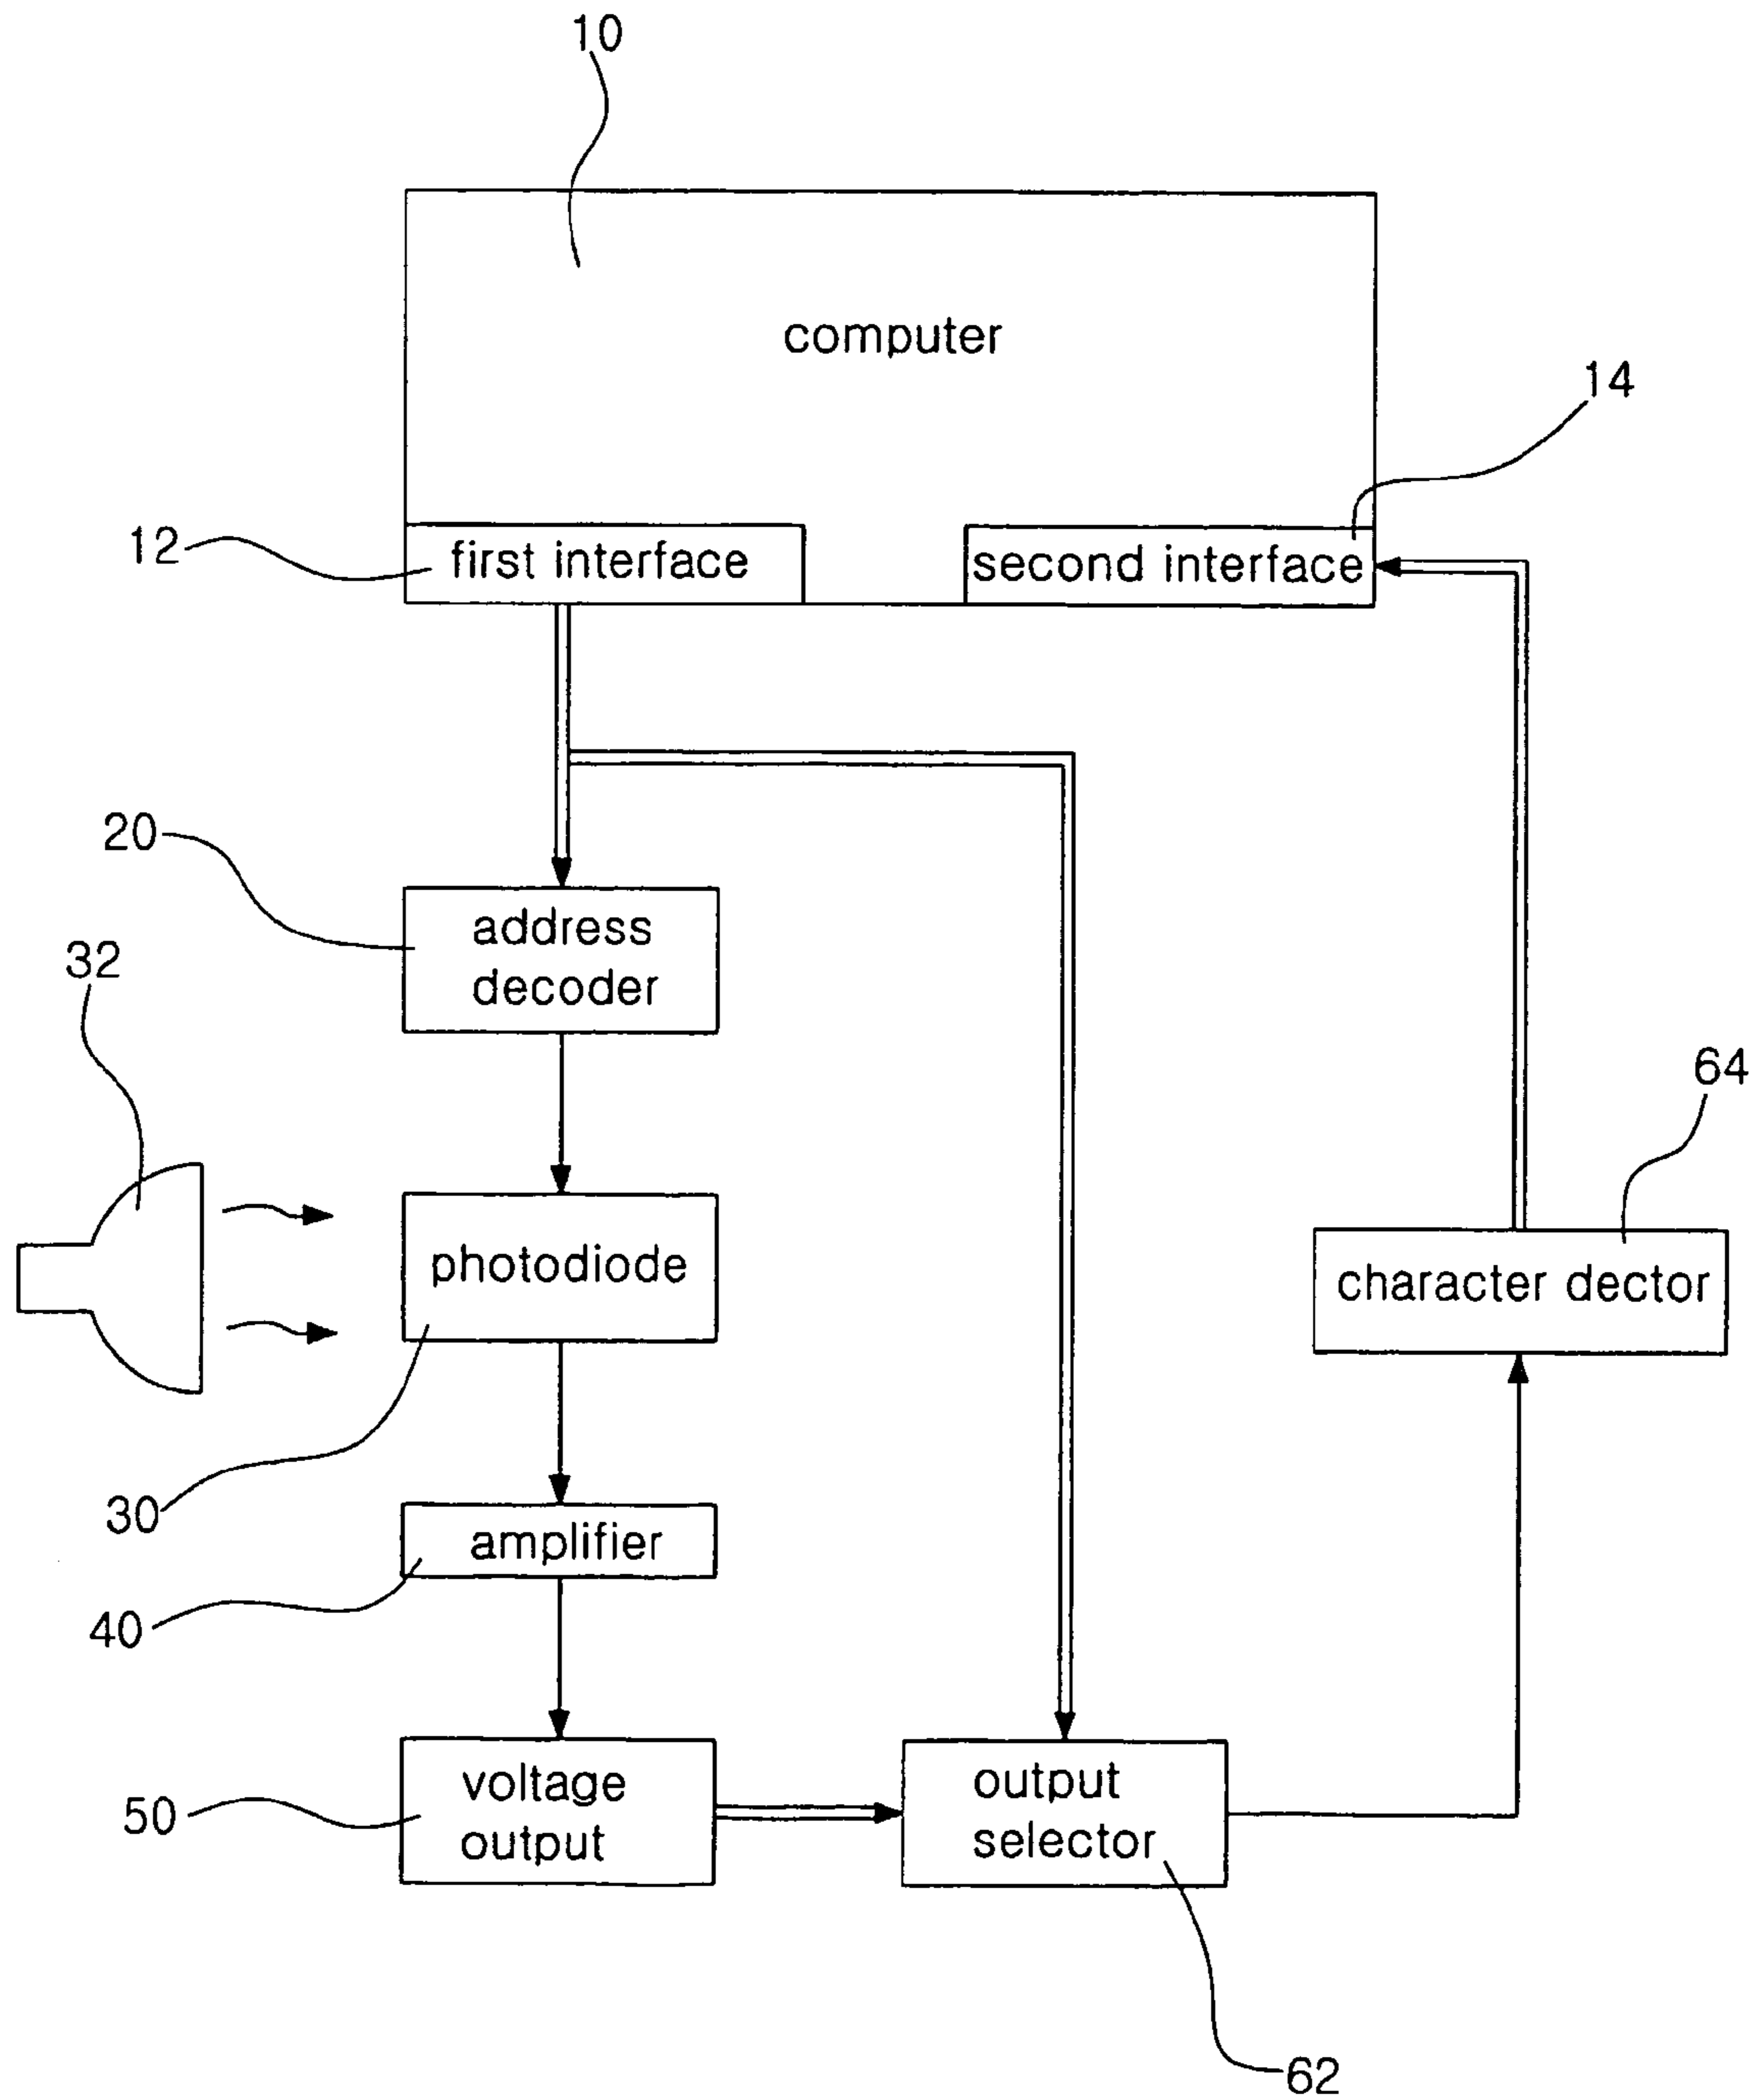 10
computer
14
12
first interface
second interface
20
address
decoder
32
64
photodiode
character dector
30
amplifier
40
voltage
output
50
output
selector
62